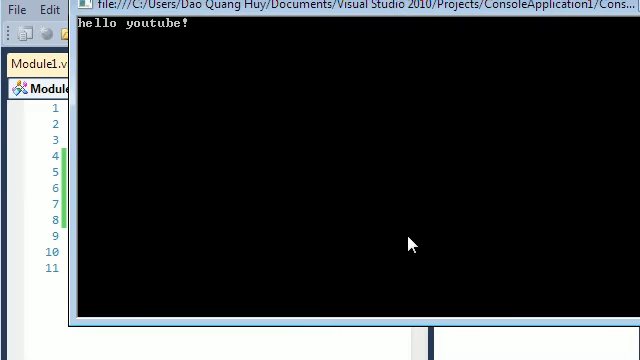 file:///C:/Users/Dao Quang Huy/Documents/Visual Studio 2010/Projects/ConsoleApplication1/Cons...
hello youtube!
File Edit
Module1.v
Module
1
2
3
4
5
6
7
8
9
10
11